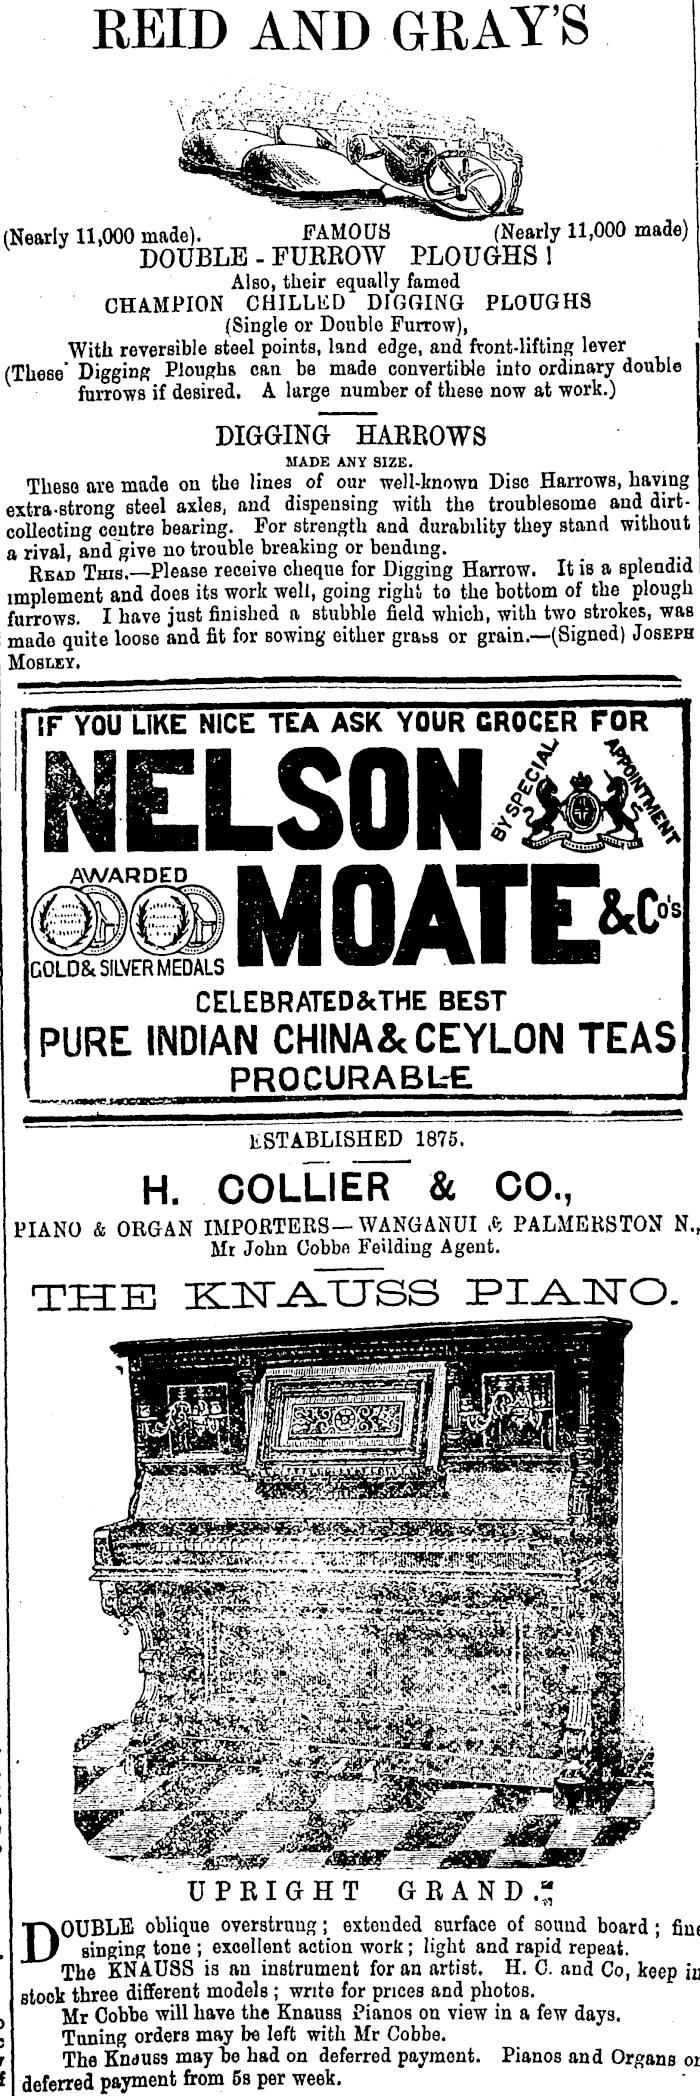 REID AND GRAY'S
(Nearly 11,000 made). FAMOUS (Nearly 11,000 made)
DOUBLE - FURROW PLOUGHS!
Also, their equally famed
CHAMPION CHILLED DIGGING PLOUGHS
(Single or Double Furrow),
With reversible steel points, land edge, and front-lifting lever
(These Digging Ploughs can be made convertible into ordinary double
furrows if desired. A large number of these now at work.)
DIGGING HARROWS
MADE ANY SIZE.
These are made on the lines of our well-known Disc Harrows, having
extra-strong steel axles, and dispensing with the troublesome and dirt-
collecting centre bearing. For strength and durability they stand without
a rival, and give no trouble breaking or bending.
READ THIS.—Please receive cheque for Digging Harrow. It is a splendid
implement and does its work well, going right to the bottom of the plough
furrows. I have just finished a stubble field which, with two strokes, was
made quite loose and fit for sowing either grass or grain.—(Signed) JOSEPH
MOSLEY.
IF YOU LIKE NICE TEA ASK YOUR GROCER FOR
NELSON
BY SPECIAL APPOINTMENT
AWARDED
GOLD & SILVER MEDALS
MOATE & Co's
CELEBRATED & THE BEST
PURE INDIAN CHINA & CEYLON TEAS
PROCURABLE
ESTABLISHED 1875.
H. COLLIER & CO.,
PIANO & ORGAN IMPORTERS—WANGANUI & PALMERSTON N.,
Mr John Cobbe Feilding Agent.
THE KNAUSS PIANO.
UPRIGHT GRAND.
DOUBLE oblique overstrung; extended surface of sound board; fine
singing tone; excellent action work; light and rapid repeat.
The KNAUSS is an instrument for an artist. H. C. and Co, keep in
stock three different models; write for prices and photos.
Mr Cobbe will have the Knauss Pianos on view in a few days.
Tuning orders may be left with Mr Cobbe.
The Knauss may be had on deferred payment. Pianos and Organs on
deferred payment from 5s per week.